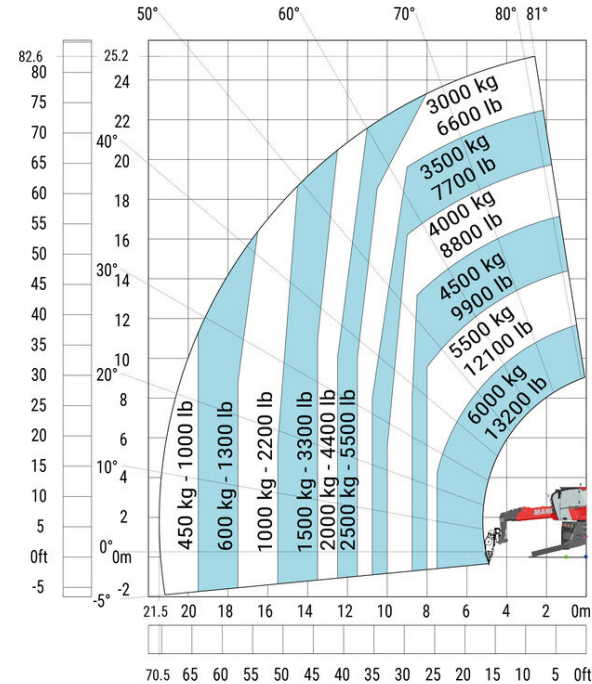 50° 60° 70° 80° 81°
82.6 25.2
80 24
75
70 22
40°
65 20
60 18
55
50 16
45 30° 14
40 12
35
30 10
20°
25 8
20 6
15 10° 4
10
5 2
0ft 0° 0m
-5 -5° -2
3000 kg
6600 lb
3500 kg
7700 lb
4000 kg
8800 lb
4500 kg
9900 lb
5500 kg
12100 lb
6000 kg
13200 lb
450 kg - 1000 lb
600 kg - 1300 lb
1000 kg - 2200 lb
1500 kg - 3300 lb
2000 kg - 4400 lb
2500 kg - 5500 lb
21.5 20 18 16 14 12 10 8 6 4 2 0m
70.5 65 60 55 50 45 40 35 30 25 20 15 10 5 0ft